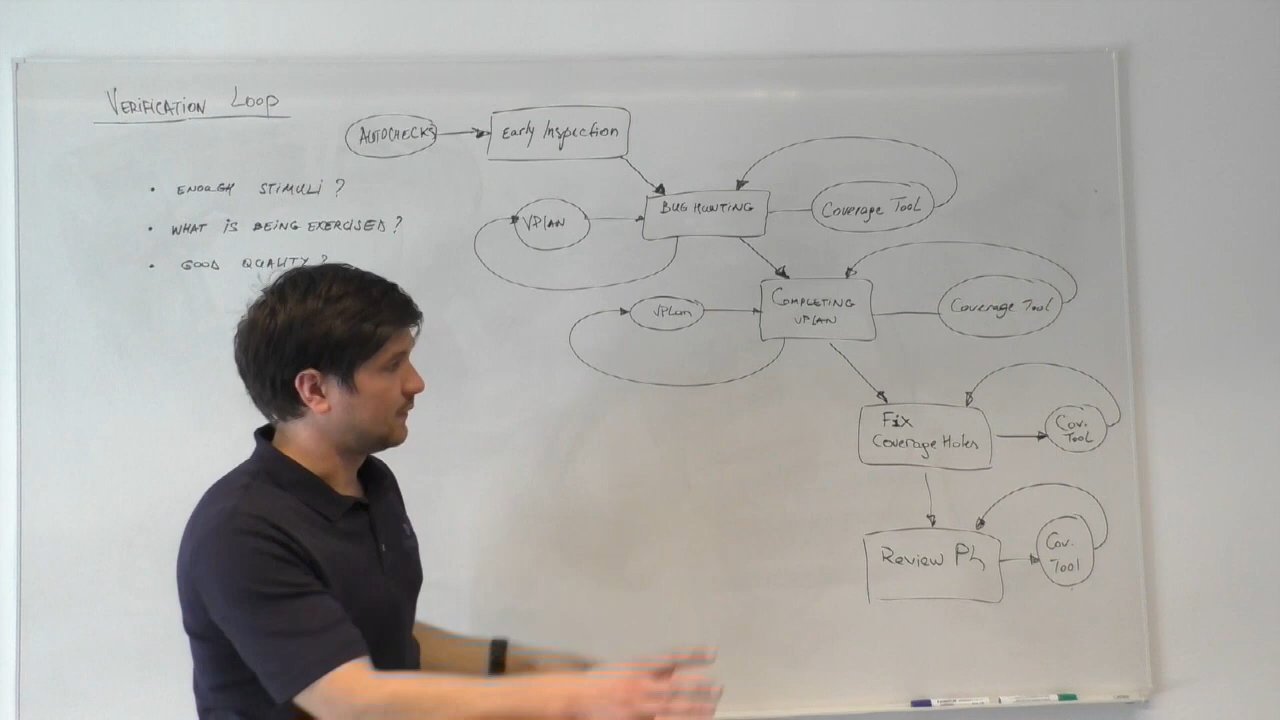 VERIFICATION LOOP
• ENOUGH STIMULI ?
• WHAT IS BEING EXERCISED ?
• GOOD QUALITY ?
AUTOCHECKS
Early Inspection
VPLAN
BUG HUNTING
Coverage Tool
VPLan
COMPLETING
VPLAN
Coverage Tool
Fix
Coverage Holes
Cov.
TOOL
Review Ph
Cov.
TOOL